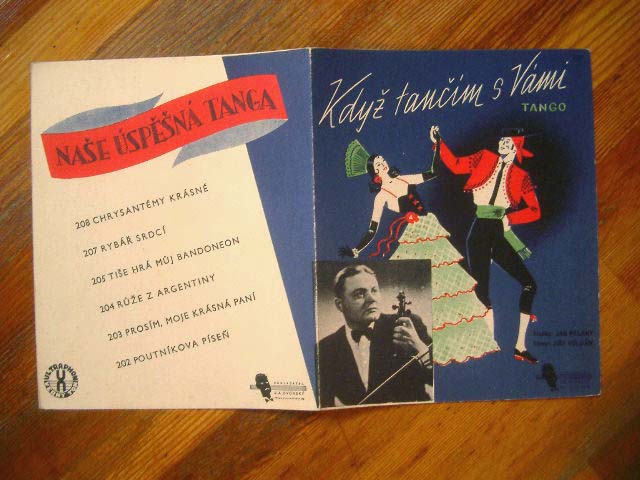 NAŠE ÚSPĚŠNÁ TANGA
208 CHRYSANTÉMY KRÁSNÉ
207 RYBÁŘ SRDCÍ
205 TIŠE HRÁ MŮJ BANDONEON
204 RŮŽE Z ARGENTINY
203 PROSÍM, MOJE KRÁSNÁ PANÍ
202 POUTNÍKOVA PÍSEŇ
ULTRAPHON
Když tančím s Vámi
TANGO